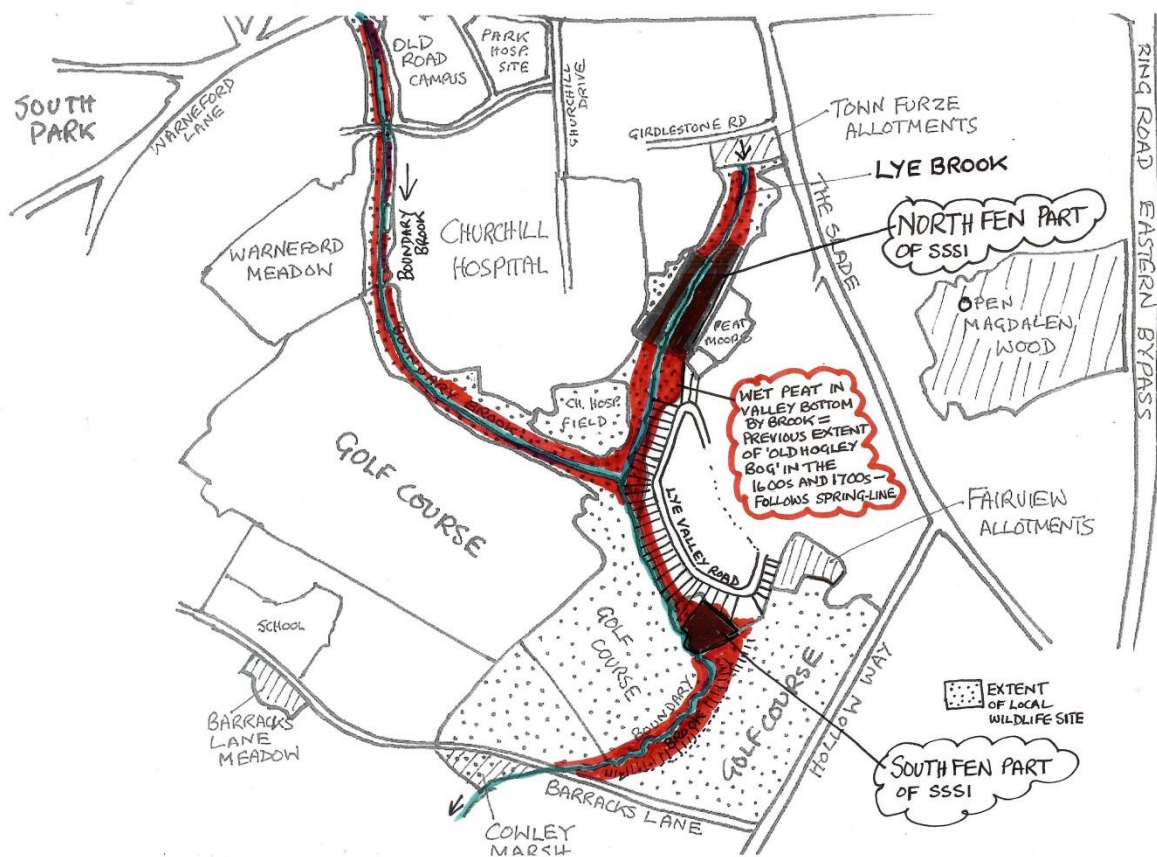 OLD
ROAD
CAMPUS
PARK
HOSP.
SITE
CHURCHILL
DRIVE
SOUTH
PARK
WARNEFORD
LANE
GIRDLESTONE RD
TOWN FURZE
ALLOTMENTS
RING ROAD EASTERN BYPASS
LYE BROOK
THE SLADE
NORTH FEN PART
OF SSSI
BOUNDARY
BROOK
CHURCHILL
HOSPITAL
WARNEFORD
MEADOW
OPEN
MAGDALEN
WOOD
PEAT
MOORS
BOUNDARY BROOK
CH. HOSP.
FIELD
WET PEAT IN
VALLEY BOTTOM
BY BROOK =
PREVIOUS EXTENT
OF 'OLD HOGLEY
BOG' IN THE
1600S AND 1700S —
FOLLOWS SPRING-LINE
GOLF COURSE
LYE VALLEY ROAD
FAIRVIEW
ALLOTMENTS
SCHOOL
GOLF
COURSE
GOLF COURSE
HOLLOW WAY
BOUNDARY
BROOK
EXTENT
OF LOCAL
WILDLIFE SITE
BARRACKS
LANE
MEADOW
SOUTH FEN PART
OF SSSI
BARRACKS LANE
COWLEY
MARSH